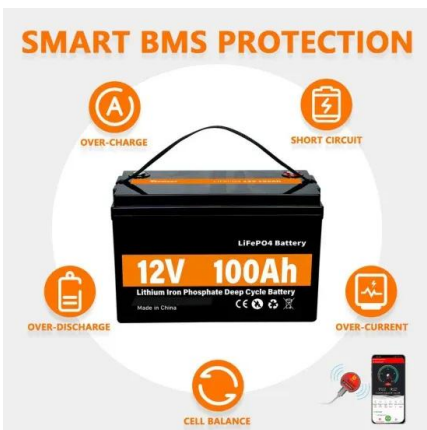 SMART BMS PROTECTION
A
OVER-CHARGE
SHORT CIRCUIT
LiFePO4 Battery
12V 100Ah
Lithium Iron Phosphate Deep Cycle Battery
Made in China
CE
OVER-DISCHARGE
OVER-CURRENT
CELL BALANCE